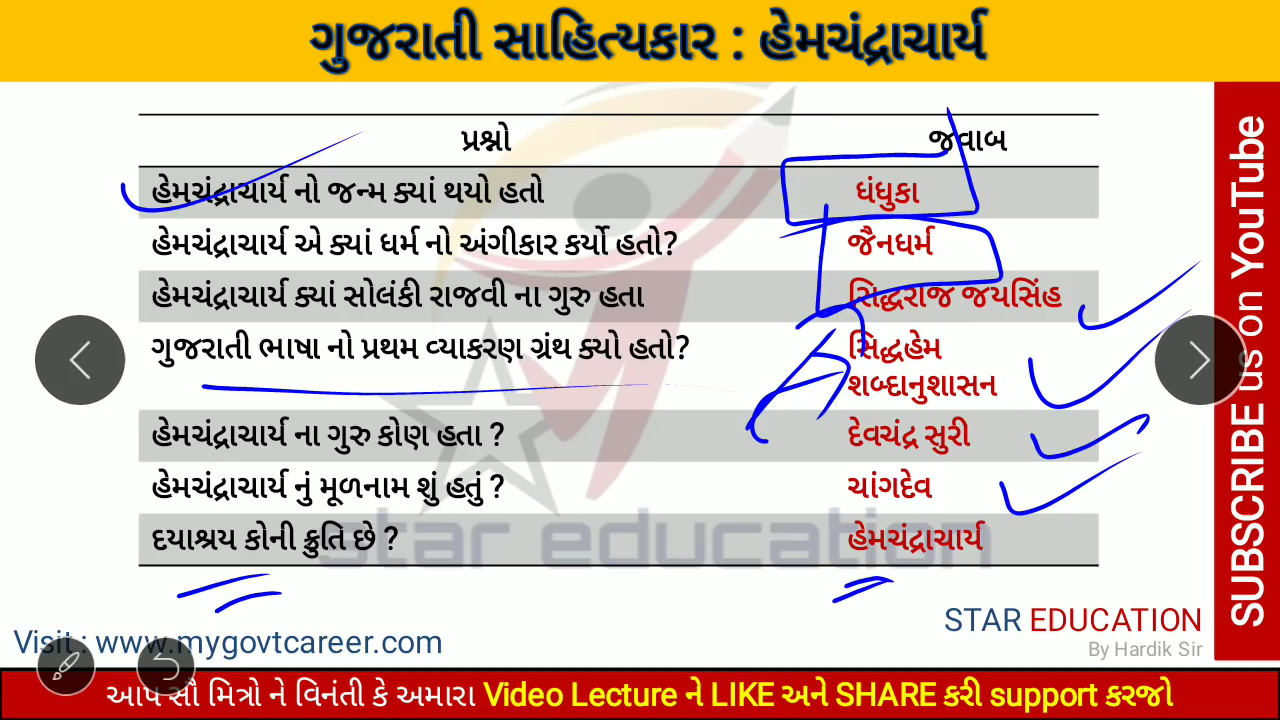 ગુજરાતી સાહિત્યકાર : હેમચંદ્રાચાર્ય
પ્રશ્નો જવાબ
હેમચંદ્રાચાર્ય નો જન્મ ક્યાં થયો હતો ધંધુકા
હેમચંદ્રાચાર્ય એ ક્યાં ધર્મ નો અંગીકાર કર્યો હતો? જૈનધર્મ
હેમચંદ્રાચાર્ય ક્યાં સોલંકી રાજવી ના ગુરુ હતા સિદ્ધરાજ જયસિંહ
ગુજરાતી ભાષા નો પ્રથમ વ્યાકરણ ગ્રંથ ક્યો હતો? સિદ્ધહેમ
શબ્દાનુશાસન
હેમચંદ્રાચાર્ય ના ગુરુ કોણ હતા ? દેવચંદ્ર સુરી
હેમચંદ્રાચાર્ય નું મૂળનામ શું હતું ? ચાંગદેવ
દયાશ્રય કોની ક્રુતિ છે ? હેમચંદ્રાચાર્ય
star education
STAR EDUCATION
By Hardik Sir
Visit : www.mygovtcareer.com
આપ સૌ મિત્રો ને વિનંતી કે અમારા Video Lecture ને LIKE અને SHARE કરી support કરજો
SUBSCRIBE us on YouTube